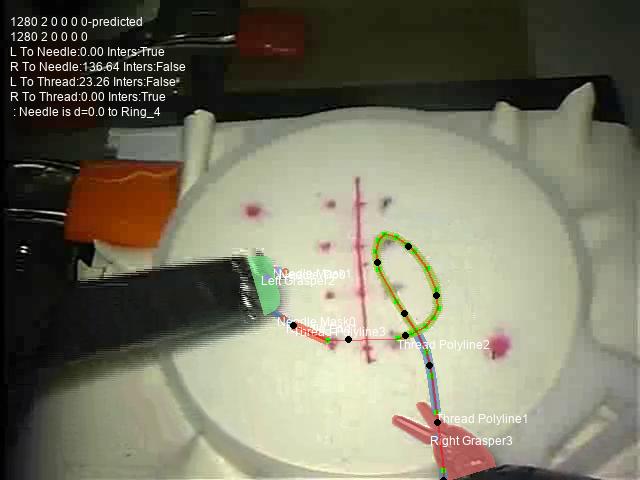 1280 2 0 0 0 0-predicted
1280 2 0 0 0 0
L To Needle:0.00 Inters:True
R To Needle:136.64 Inters:False
L To Thread:23.26 Inters:False
R To Thread:0.00 Inters:True
: Needle is d=0.0 to Ring_4
Needle Mask1
Left Grasper2
Needle Mask0
Thread Polyline3
Thread Polyline2
Thread Polyline1
Right Grasper3